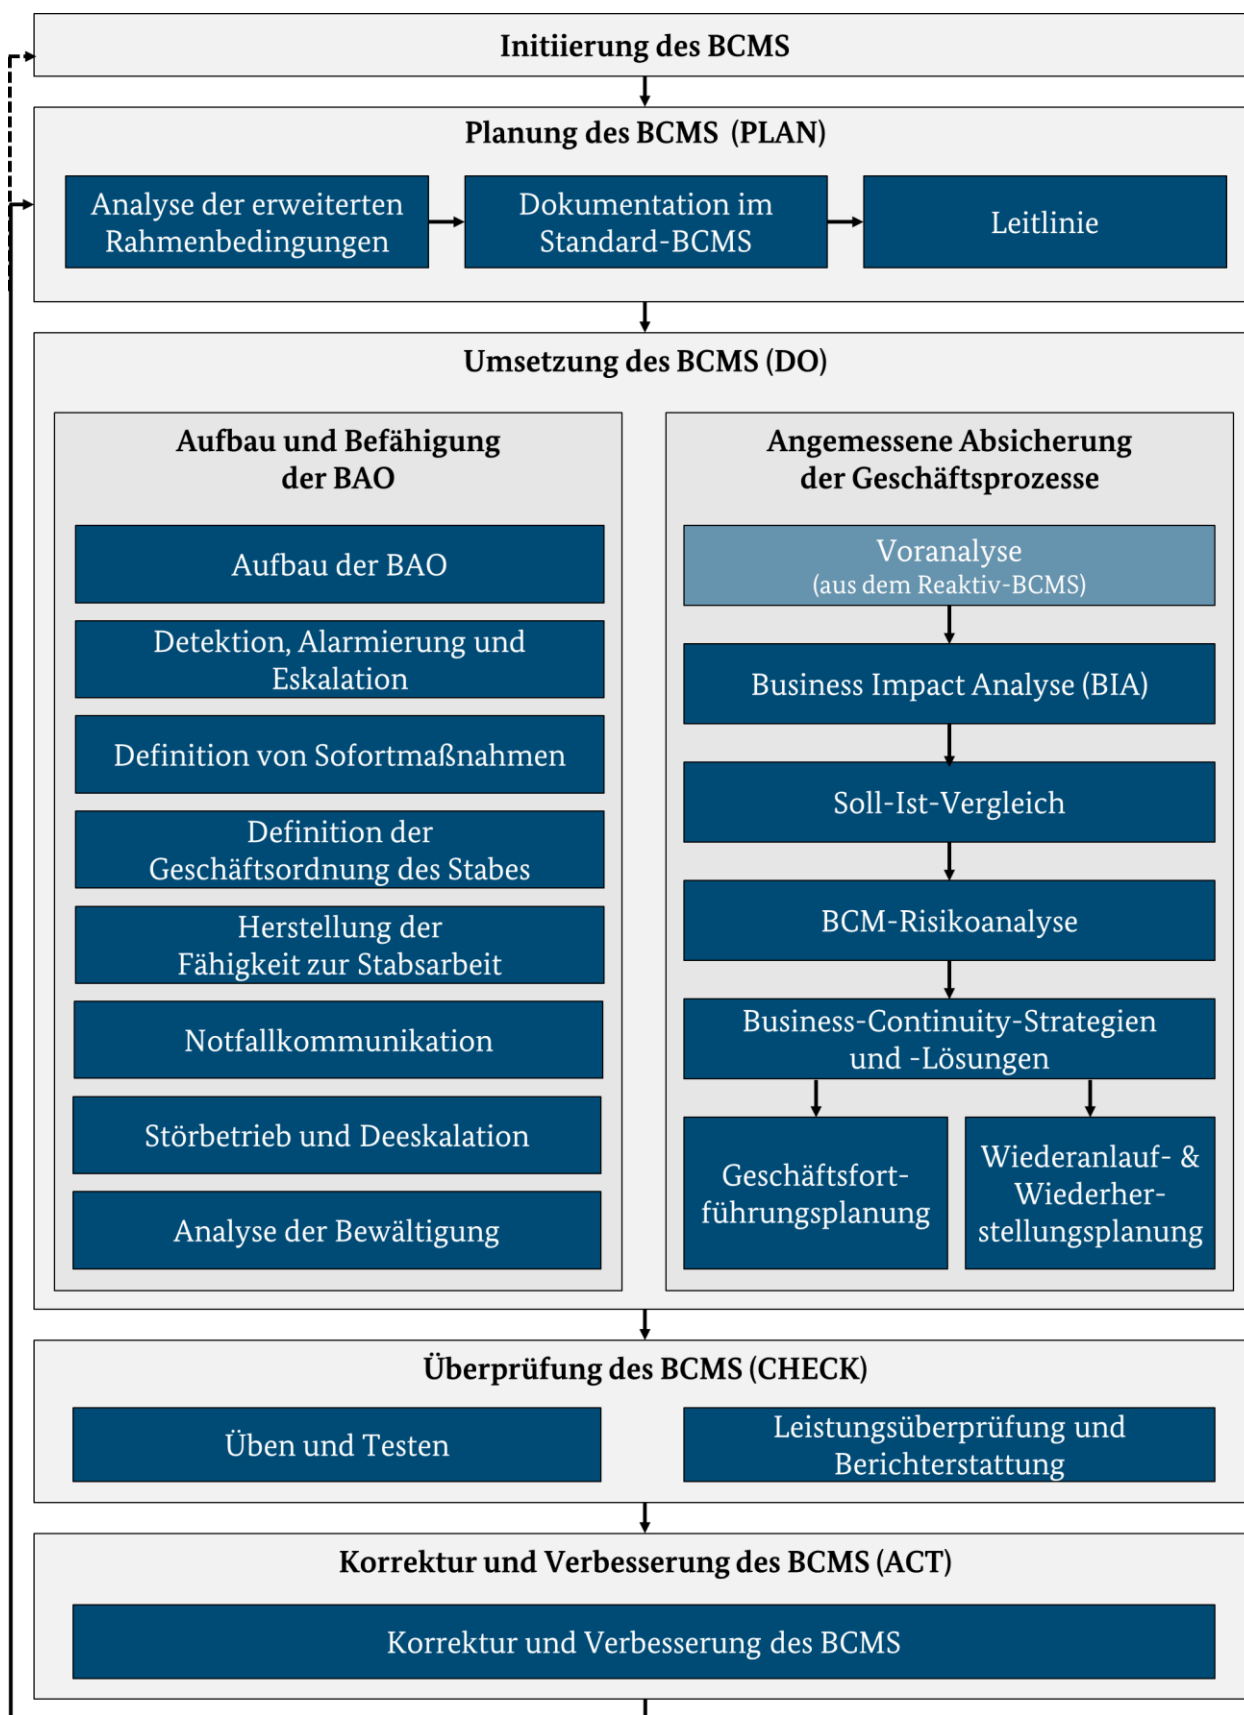 Initiierung des BCMS
Planung des BCMS (PLAN)
Analyse der erweiterten
Rahmenbedingungen
Dokumentation im
Standard-BCMS
Leitlinie
Umsetzung des BCMS (DO)
Aufbau und Befähigung
der BAO
Aufbau der BAO
Detektion, Alarmierung und
Eskalation
Definition von Sofortmaßnahmen
Definition der
Geschäftsordnung des Stabes
Herstellung der
Fähigkeit zur Stabsarbeit
Notfallkommunikation
Störbetrieb und Deeskalation
Analyse der Bewältigung
Angemessene Absicherung
der Geschäftsprozesse
Voranalyse
(aus dem Reaktiv-BCMS)
Business Impact Analyse (BIA)
Soll-Ist-Vergleich
BCM-Risikoanalyse
Business-Continuity-Strategien
und -Lösungen
Geschäftsfort-
führungsplanung
Wiederanlauf- &
Wiederher-
stellungsplanung
Überprüfung des BCMS (CHECK)
Üben und Testen
Leistungsüberprüfung und
Berichterstattung
Korrektur und Verbesserung des BCMS (ACT)
Korrektur und Verbesserung des BCMS